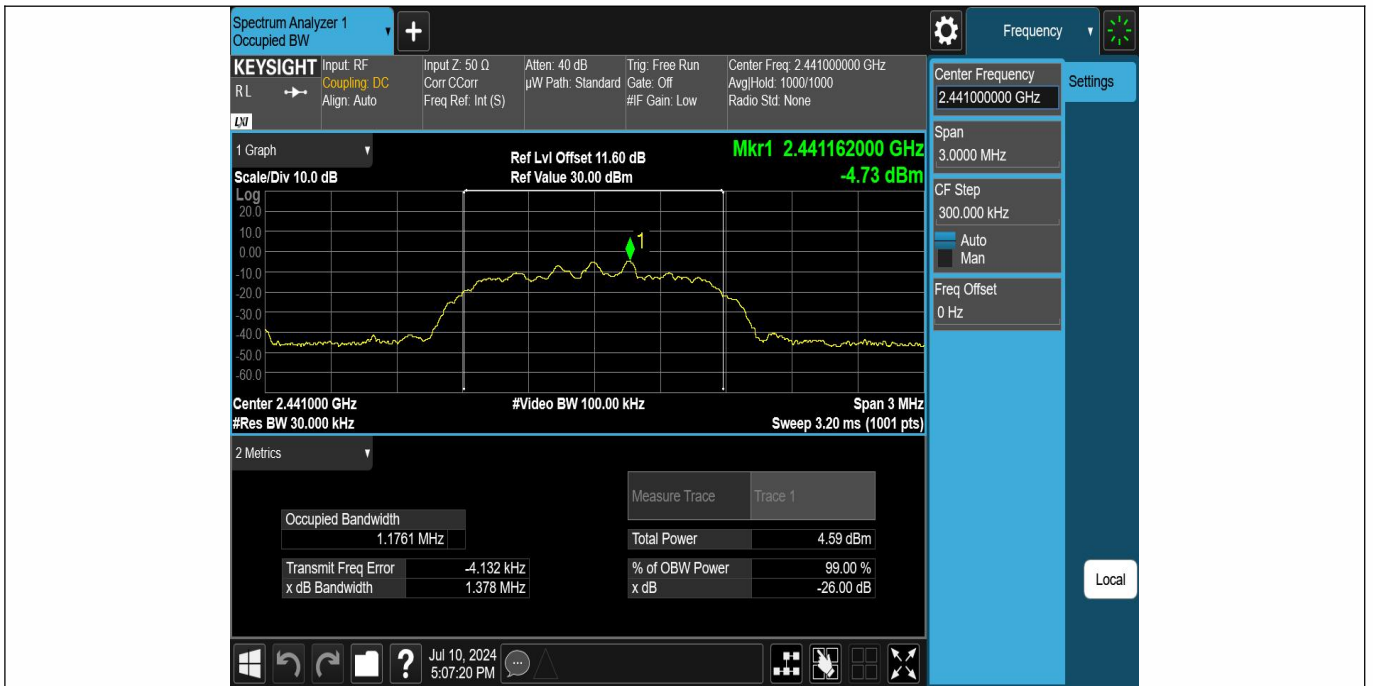 Spectrum Analyzer 1
Occupied BW
+
Frequency
KEYSIGHT
RL
LXI
Input: RF
Coupling: DC
Align: Auto
Input Z: 50 Ω
Corr CCorr
Freq Ref: Int (S)
Atten: 40 dB
µW Path: Standard
Trig: Free Run
Gate: Off
#IF Gain: Low
Center Freq: 2.441000000 GHz
Avg|Hold: 1000/1000
Radio Std: None
Center Frequency
2.441000000 GHz
Settings
Span
3.0000 MHz
CF Step
300.000 kHz
Auto
Man
Freq Offset
0 Hz
Local
1 Graph
Scale/Div 10.0 dB
Ref Lvl Offset 11.60 dB
Ref Value 30.00 dBm
Mkr1 2.441162000 GHz
-4.73 dBm
Log
20.0
10.0
0.00
-10.0
-20.0
-30.0
-40.0
-50.0
-60.0
1
Center 2.441000 GHz
#Video BW 100.00 kHz
Span 3 MHz
#Res BW 30.000 kHz
Sweep 3.20 ms (1001 pts)
2 Metrics
Measure Trace
Trace 1
Occupied Bandwidth
1.1761 MHz
Total Power
4.59 dBm
Transmit Freq Error
-4.132 kHz
% of OBW Power
99.00 %
x dB Bandwidth
1.378 MHz
x dB
-26.00 dB
?
Jul 10, 2024
5:07:20 PM